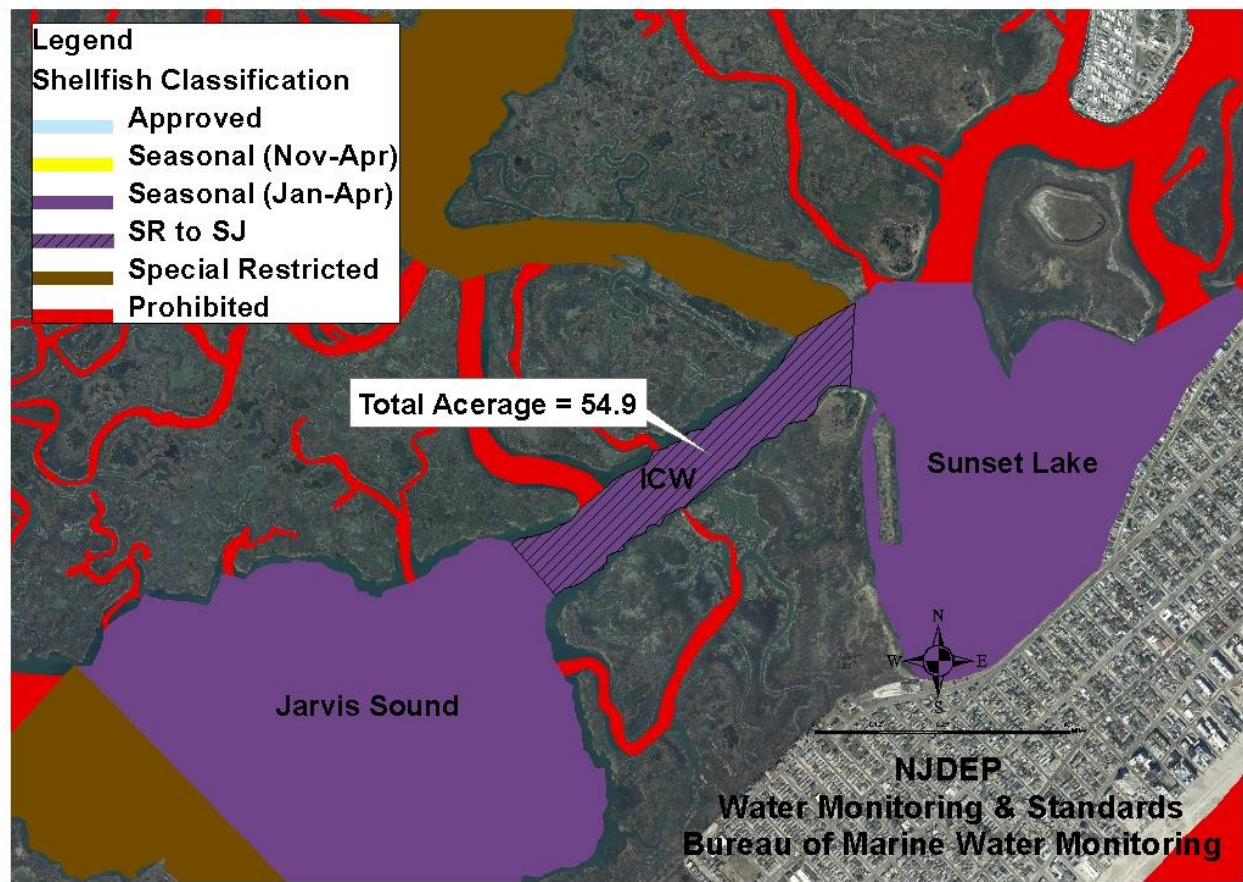 Legend
Shellfish Classification
Approved
Seasonal (Nov-Apr)
Seasonal (Jan-Apr)
SR to SJ
Special Restricted
Prohibited
Total Acerage = 54.9
ICW
Sunset Lake
Jarvis Sound
N
W E
S
NJDEP
Water Monitoring & Standards
Bureau of Marine Water Monitoring